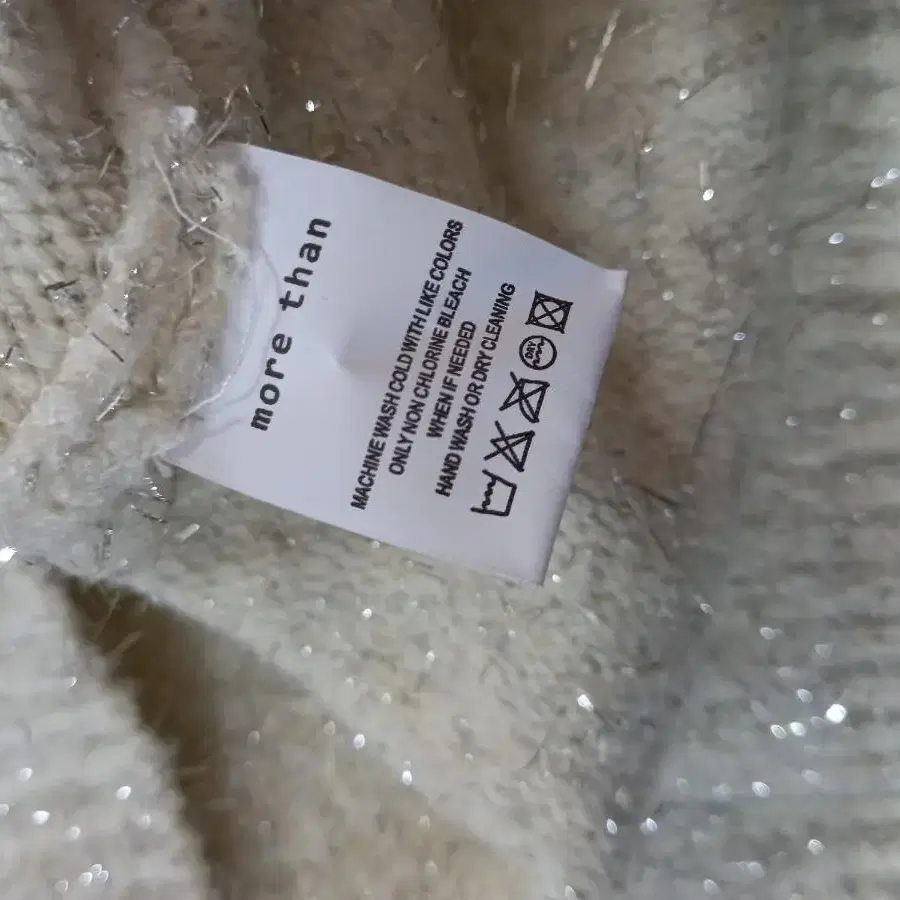 more than
MACHINE WASH COLD WITH LIKE COLORS
ONLY NON CHLORINE BLEACH
WHEN IF NEEDED
HAND WASH OR DRY CLEANING
DRY